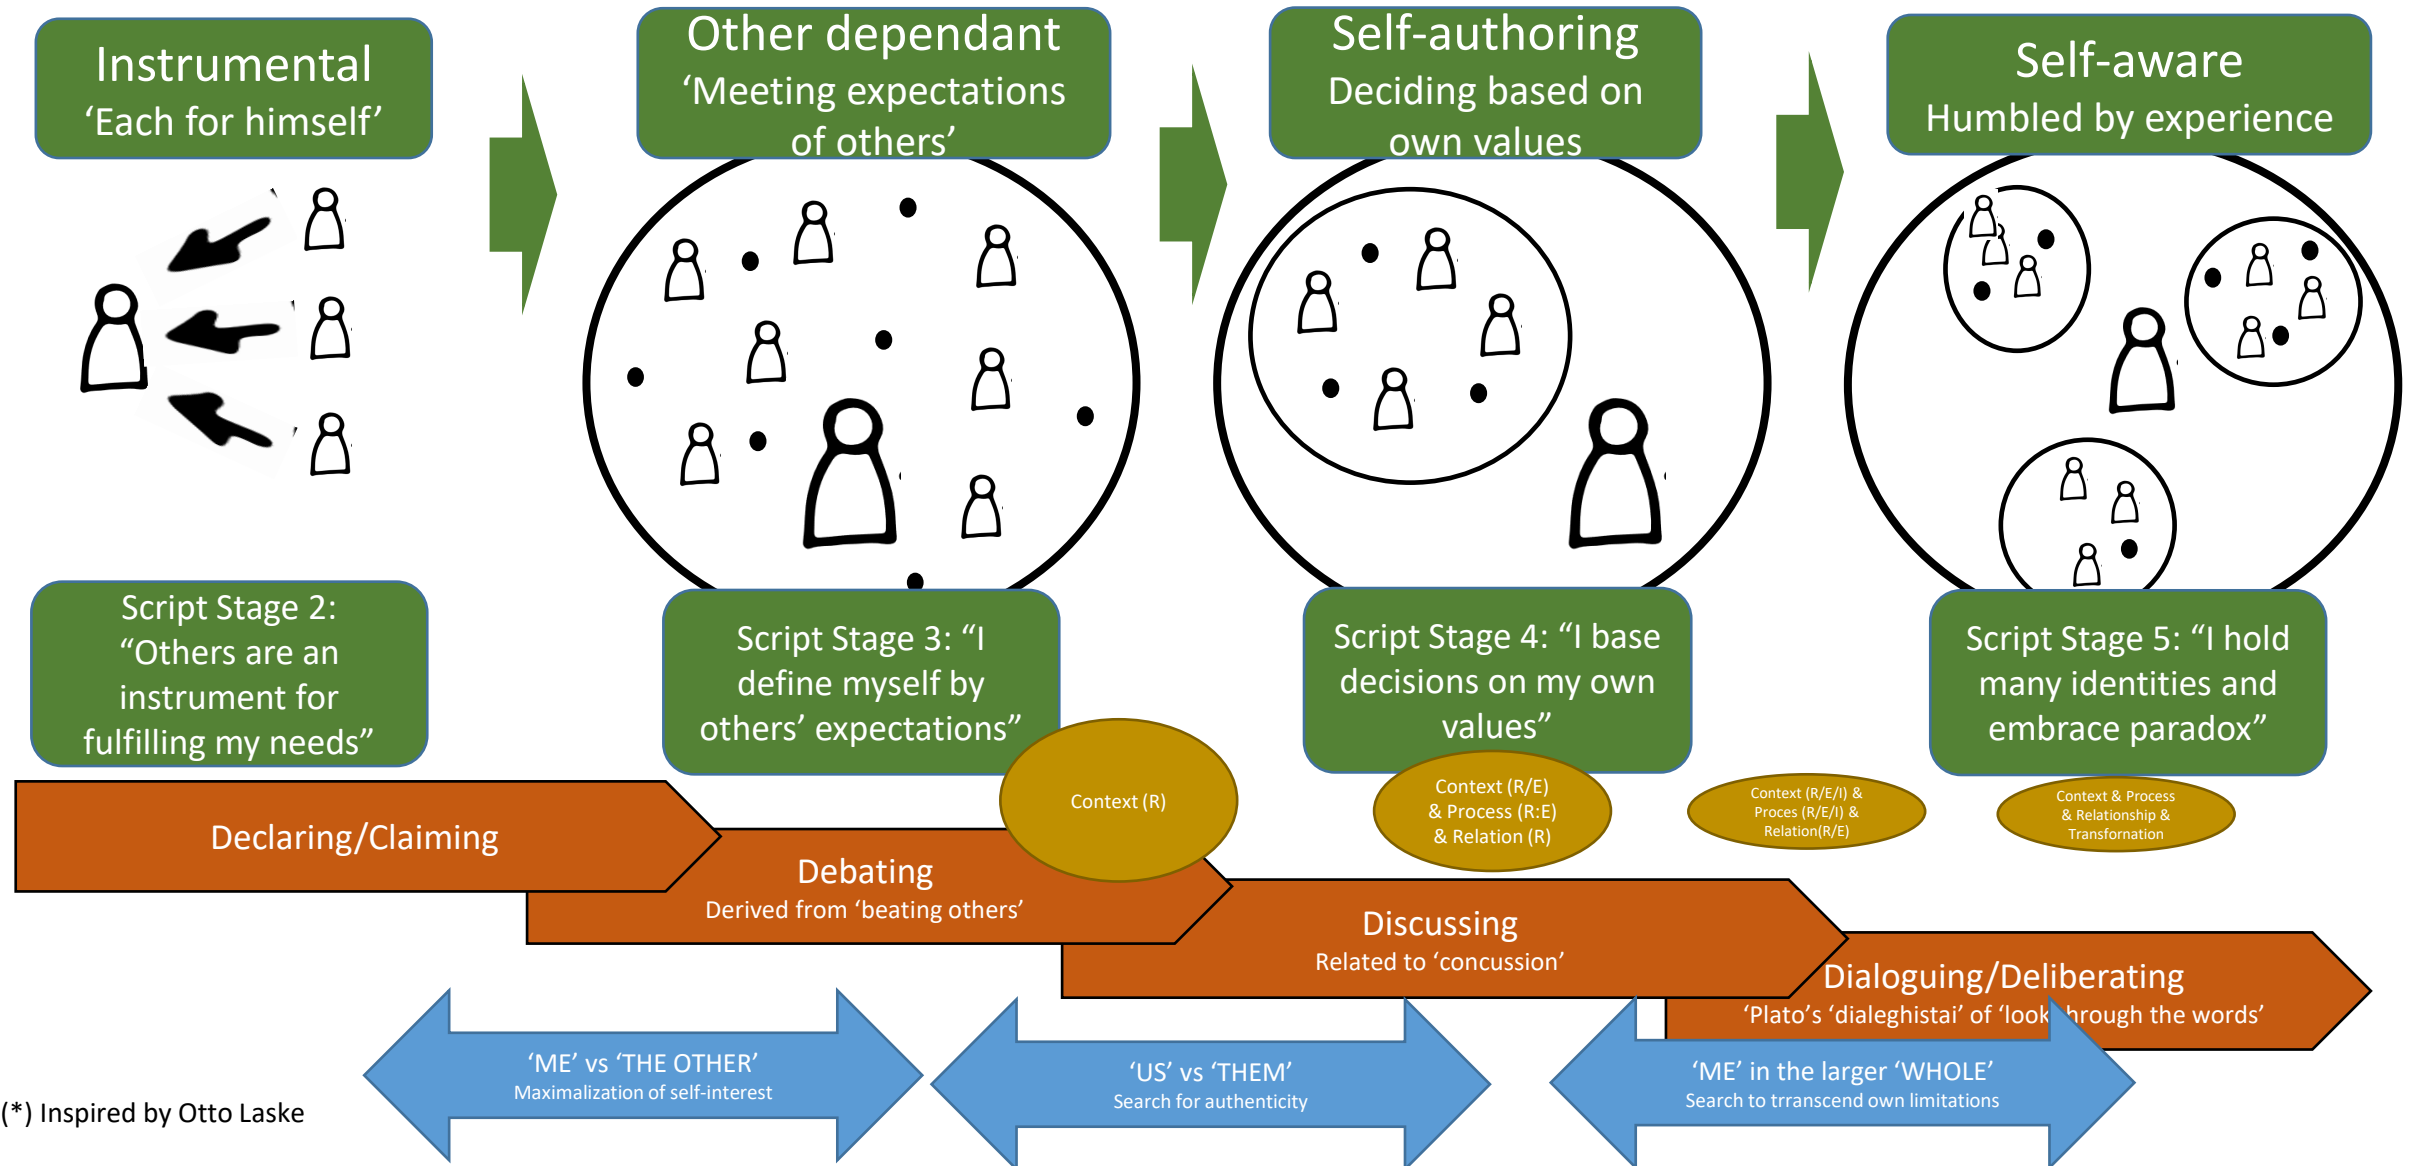 Instrumental
‘Each for himself’
Other dependant
‘Meeting expectations
of others’
Self-authoring
Deciding based on
own values
Self-aware
Humbled by experience
Script Stage 2:
“Others are an
instrument for
fulfilling my needs”
Script Stage 3: “I
define myself by
others’ expectations”
Script Stage 4: “I base
decisions on my own
values”
Script Stage 5: “I hold
many identities and
embrace paradox”
Context (R)
Context (R/E)
& Process (R:E)
& Relation (R)
Context (R/E/I) &
Proces (R/E/I) &
Relation(R/E)
Context & Process
& Relationship &
Transfornation
Declaring/Claiming
Debating
Derived from ‘beating others’
Discussing
Related to ‘concussion’
Dialoguing/Deliberating
‘Plato’s ‘dialeghistai’ of ‘look hrough the words’
‘ME’ vs ‘THE OTHER’
Maximalization of self-interest
‘US’ vs ‘THEM’
Search for authenticity
‘ME’ in the larger ‘WHOLE’
Search to trranscend own limitations
(*) Inspired by Otto Laske